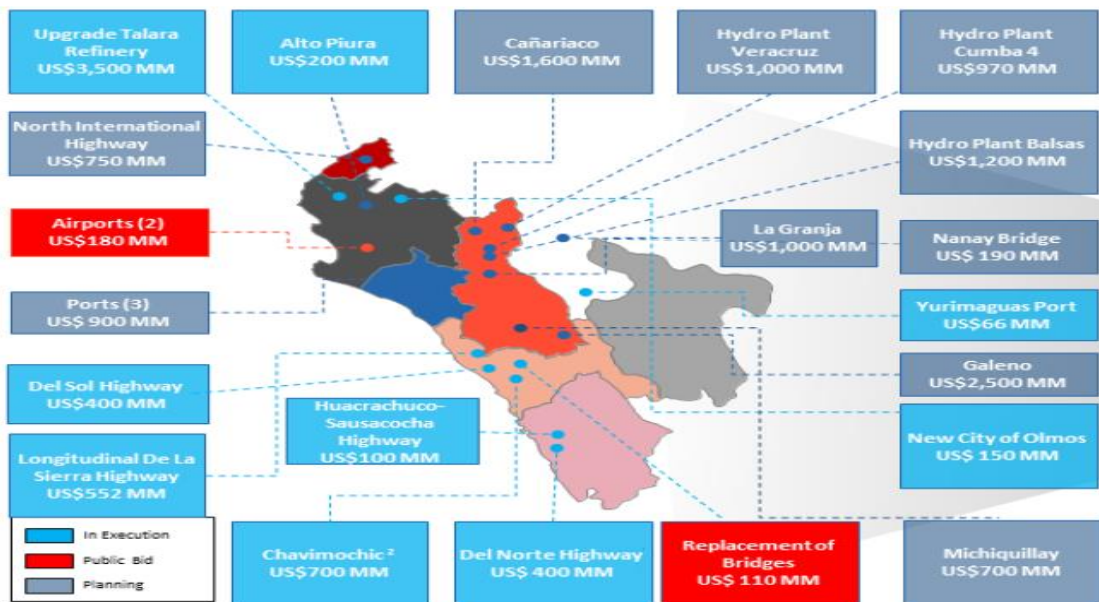 Upgrade Talara
Refinery
US$3,500 MM
Alto Piura
US$200 MM
Cañariaco
US$1,600 MM
Hydro Plant
Veracruz
US$1,000 MM
Hydro Plant
Cumba 4
US$970 MM
North International
Highway
US$750 MM
Hydro Plant Balsas
US$1,200 MM
Airports (2)
US$180 MM
La Granja
US$1,000 MM
Nanay Bridge
US$ 190 MM
Ports (3)
US$ 900 MM
Yurimaguas Port
US$66 MM
Galeno
US$2,500 MM
Del Sol Highway
US$400 MM
Huacrachuco-
Sausacocha
Highway
US$100 MM
New City of Olmos
US$ 150 MM
Longitudinal De La
Sierra Highway
US$552 MM
In Execution
Public Bid
Planning
Chavimochic ²
US$700 MM
Del Norte Highway
US$ 400 MM
Replacement of
Bridges
US$ 110 MM
Michiquillay
US$700 MM